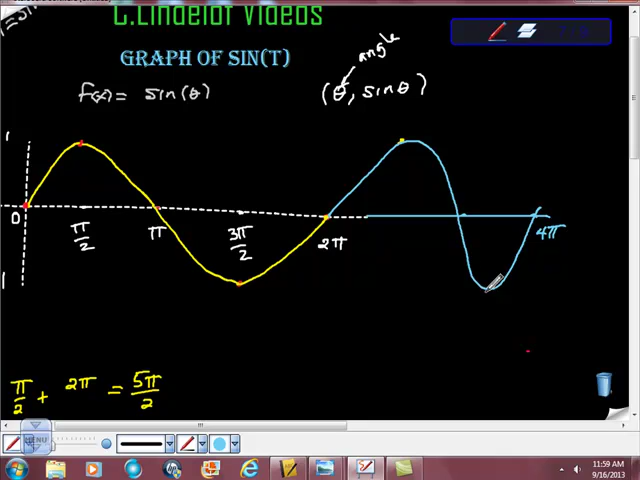 C.Lindelof Videos
GRAPH OF SIN(T)
angle
f(x) = sin(θ)
(θ, sinθ)
1
0
π/2
π
3π/2
2π
4π
1
π/2 + 2π = 5π/2
MENU
11:59 AM
9/16/2013